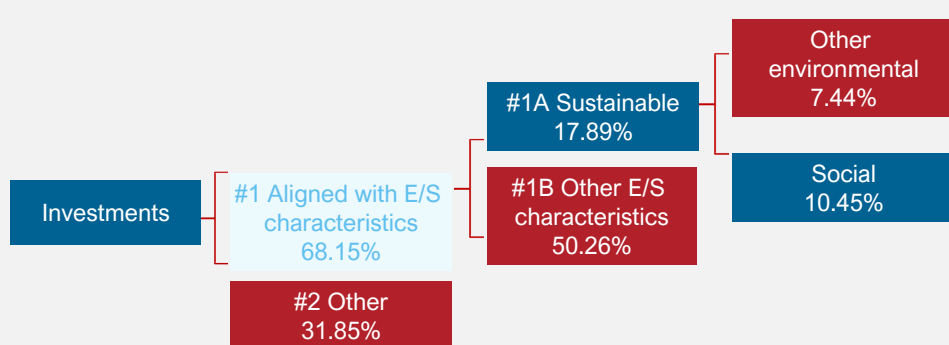 Investments
#1 Aligned with E/S
characteristics
68.15%
#2 Other
31.85%
#1A Sustainable
17.89%
#1B Other E/S
characteristics
50.26%
Other
environmental
7.44%
Social
10.45%